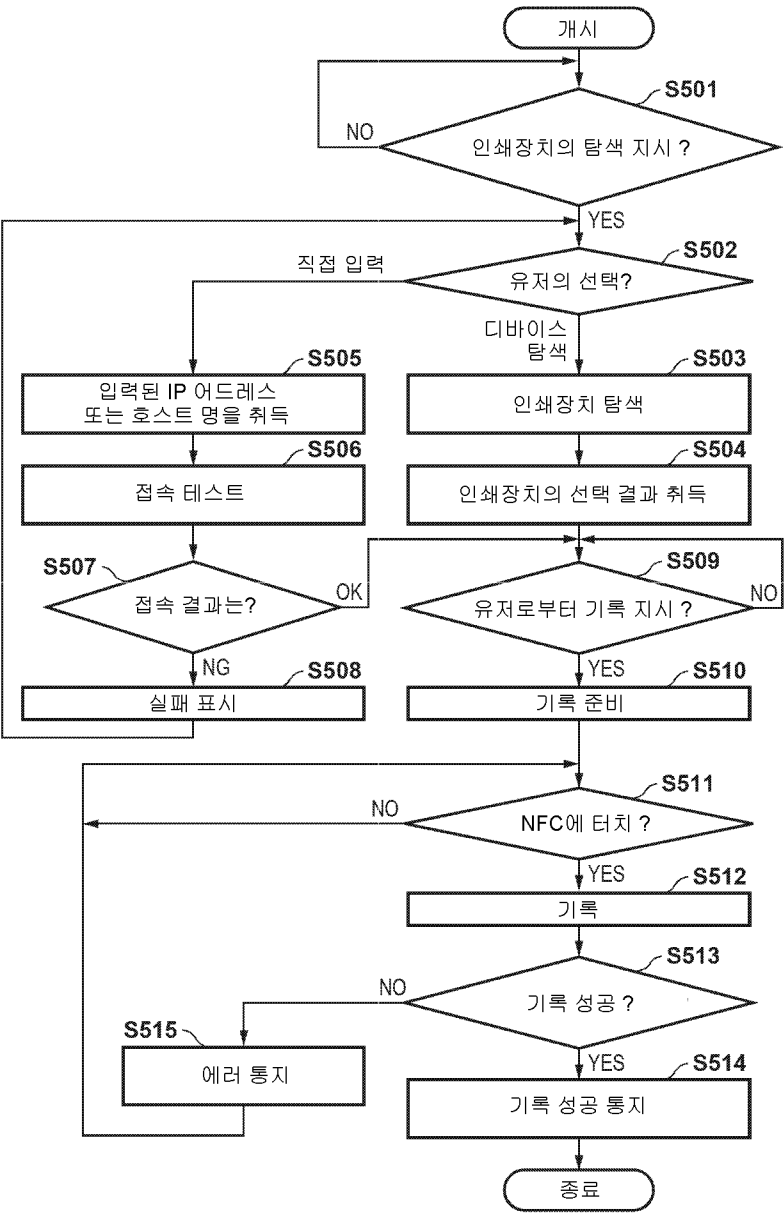 개시
S501
인쇄장치의 탐색 지시 ?
NO
YES
S502
직접 입력
유저의 선택?
디바이스
탐색
S505
입력된 IP 어드레스
또는 호스트 명을 취득
S503
인쇄장치 탐색
S506
접속 테스트
S504
인쇄장치의 선택 결과 취득
S507
접속 결과는?
OK
S509
유저로부터 기록 지시 ?
NO
NG
YES
S508
실패 표시
S510
기록 준비
S511
NO
NFC에 터치 ?
YES
S512
기록
S513
NO
기록 성공 ?
S515
에러 통지
YES
S514
기록 성공 통지
종료